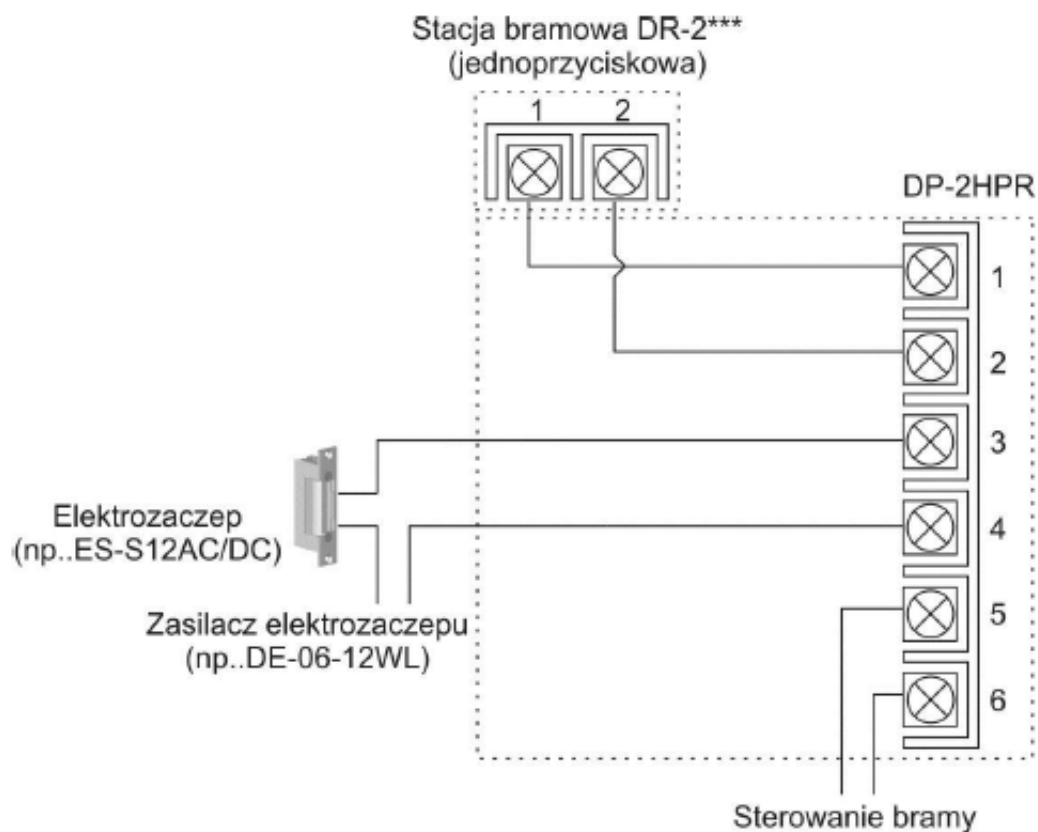 Stacja bramowa DR-2***
(jednoprzyciskowa)
1 2
DP-2HPR
1
2
3
4
5
6
Elektrozaczep
(np..ES-S12AC/DC)
Zasilacz elektrozaczepu
(np..DE-06-12WL)
Sterowanie bramy